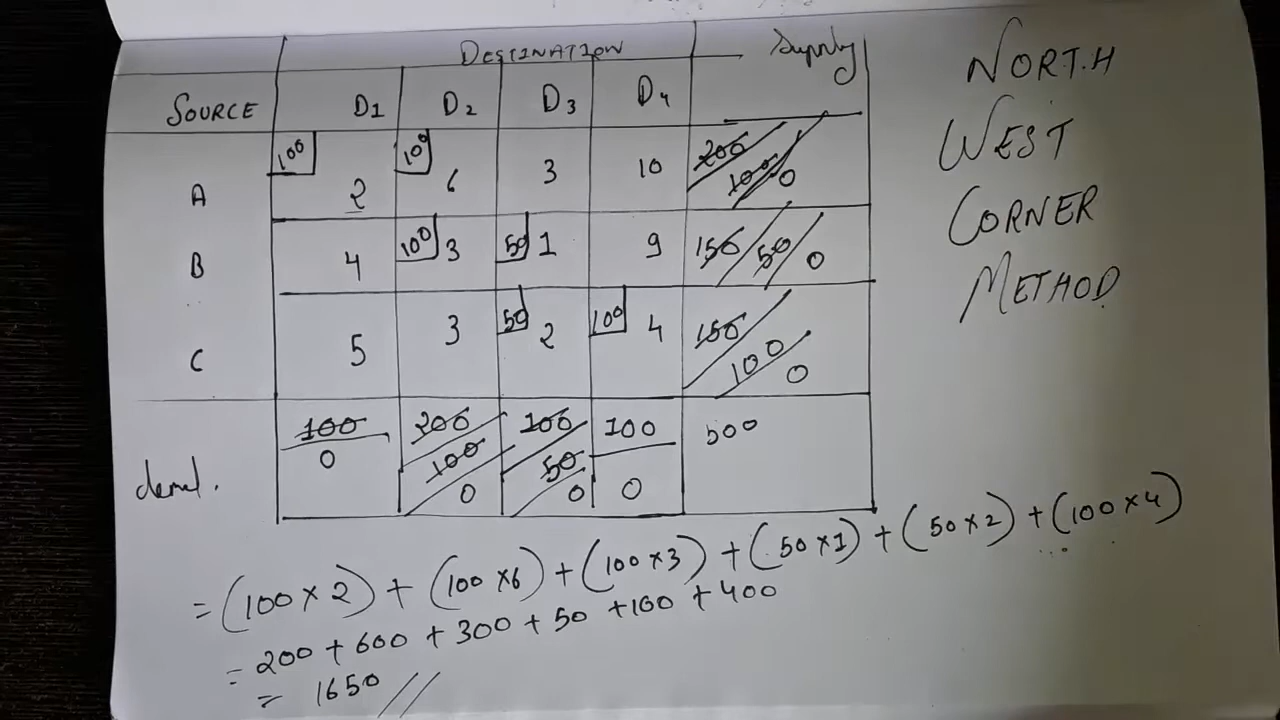 DESTINATION Supply
SOURCE D1 D2 D3 D4
100 100 200
A 2 6 3 10 100 0
B 4 100 3 50 1 9 150 50 0
C 5 3 50 2 100 4 150 100 0
100 200 100 100 500
0 100 50 0
0 0
NORTH
WEST
CORNER
METHOD
= (100 × 2) + (100 × 6) + (100 × 3) + (50 × 1) + (50 × 2) + (100 × 4)
= 200 + 600 + 300 + 50 + 100 + 400
= 1650 //